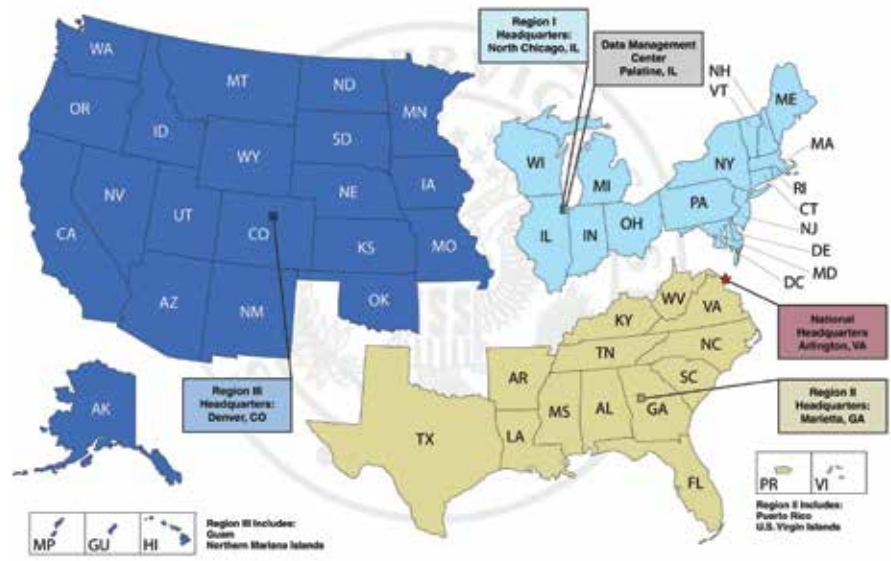 Region I
Headquarters:
North Chicago, IL
Data Management
Center
Palatine, IL
WA
MT
ND
MN
OR
ID
SD
WY
NV
NE
IA
UT
CA
CO
KS
MO
AZ
NM
OK
NH
VT
ME
WI
MA
NY
MI
RI
PA
CT
IL
IN
OH
NJ
DE
MD
DC
WV
VA
KY
National
Headquarters
Arlington, VA
NC
TN
AR
SC
MS
AL
GA
Region II
Headquarters:
Marietta, GA
TX
LA
FL
AK
Region III
Headquarters:
Denver, CO
PR
VI
Region II Includes:
Puerto Rico
U.S. Virgin Islands
MP
GU
HI
Region III Includes:
Guam
Northern Mariana Islands